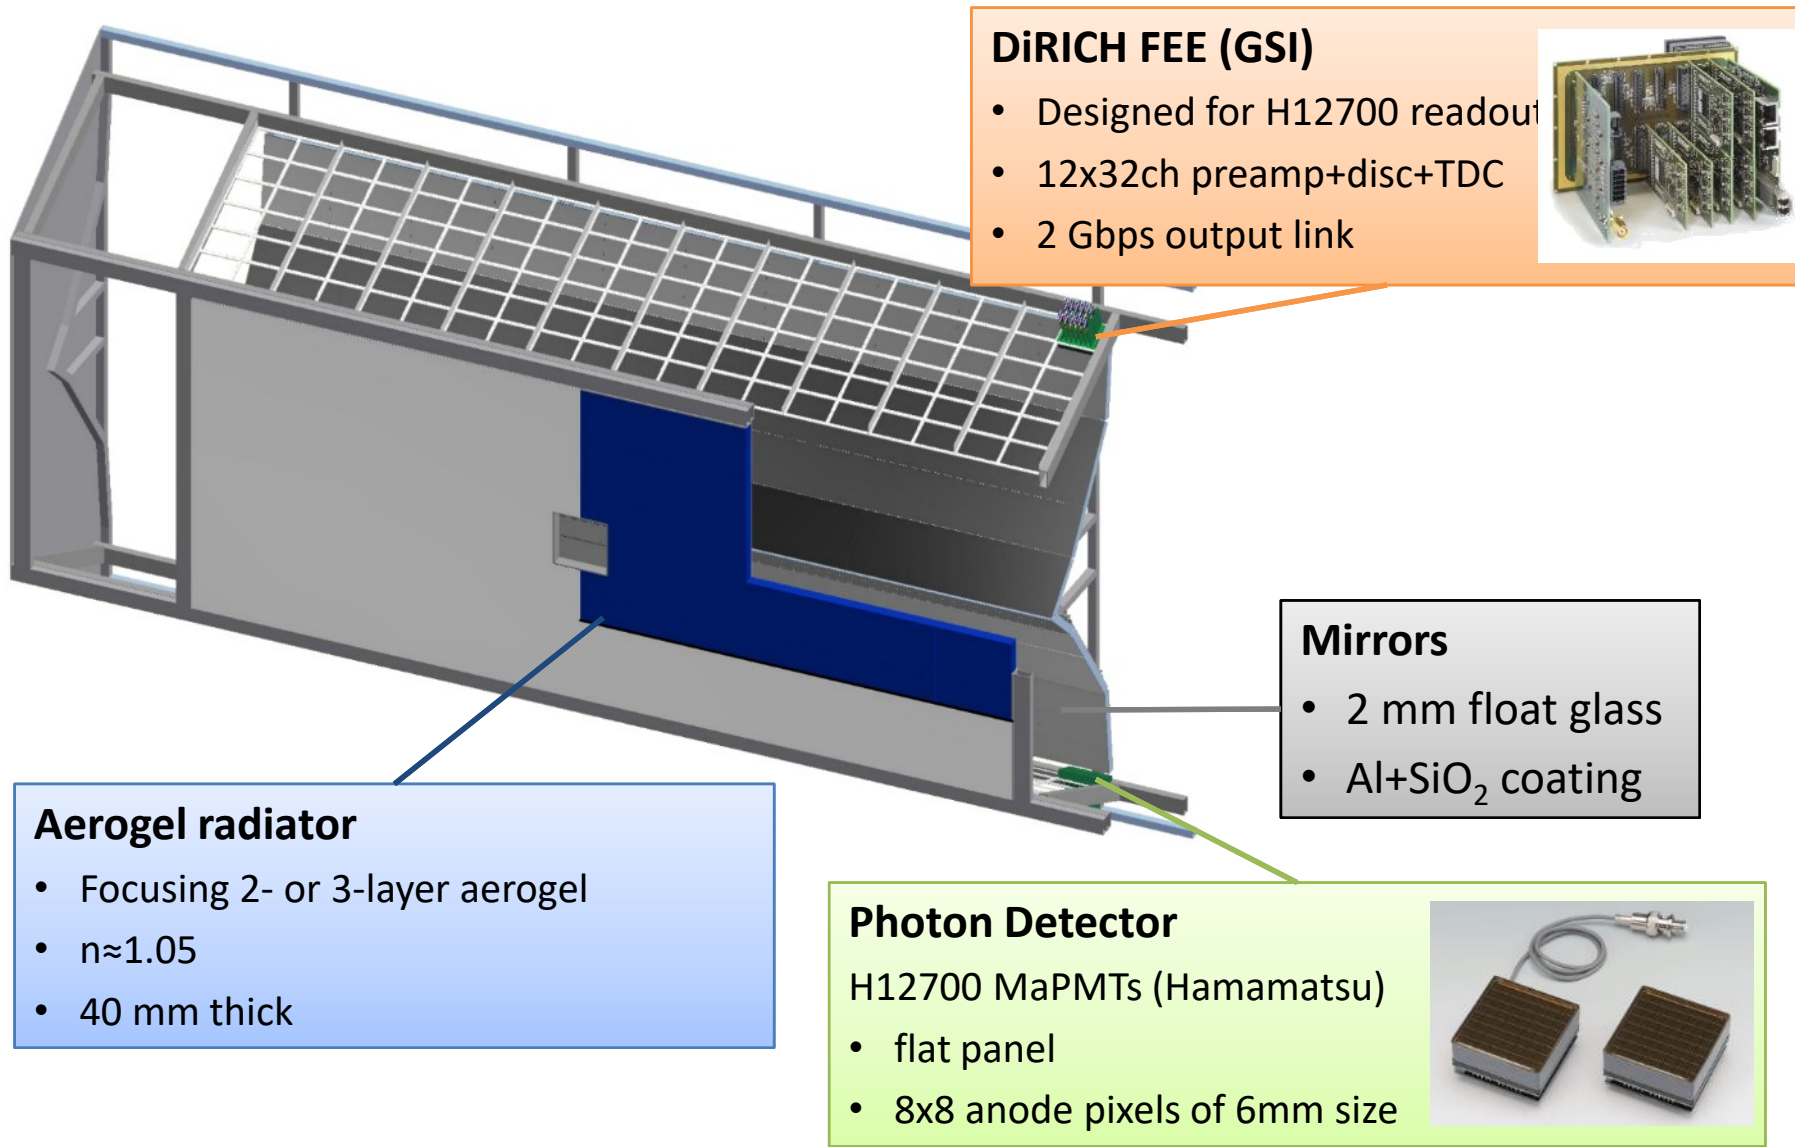 DiRICH FEE (GSI)
• Designed for H12700 readout
• 12x32ch preamp+disc+TDC
• 2 Gbps output link
Mirrors
• 2 mm float glass
• Al+SiO₂ coating
Aerogel radiator
• Focusing 2- or 3-layer aerogel
• n≈1.05
• 40 mm thick
Photon Detector
H12700 MaPMTs (Hamamatsu)
• flat panel
• 8x8 anode pixels of 6mm size